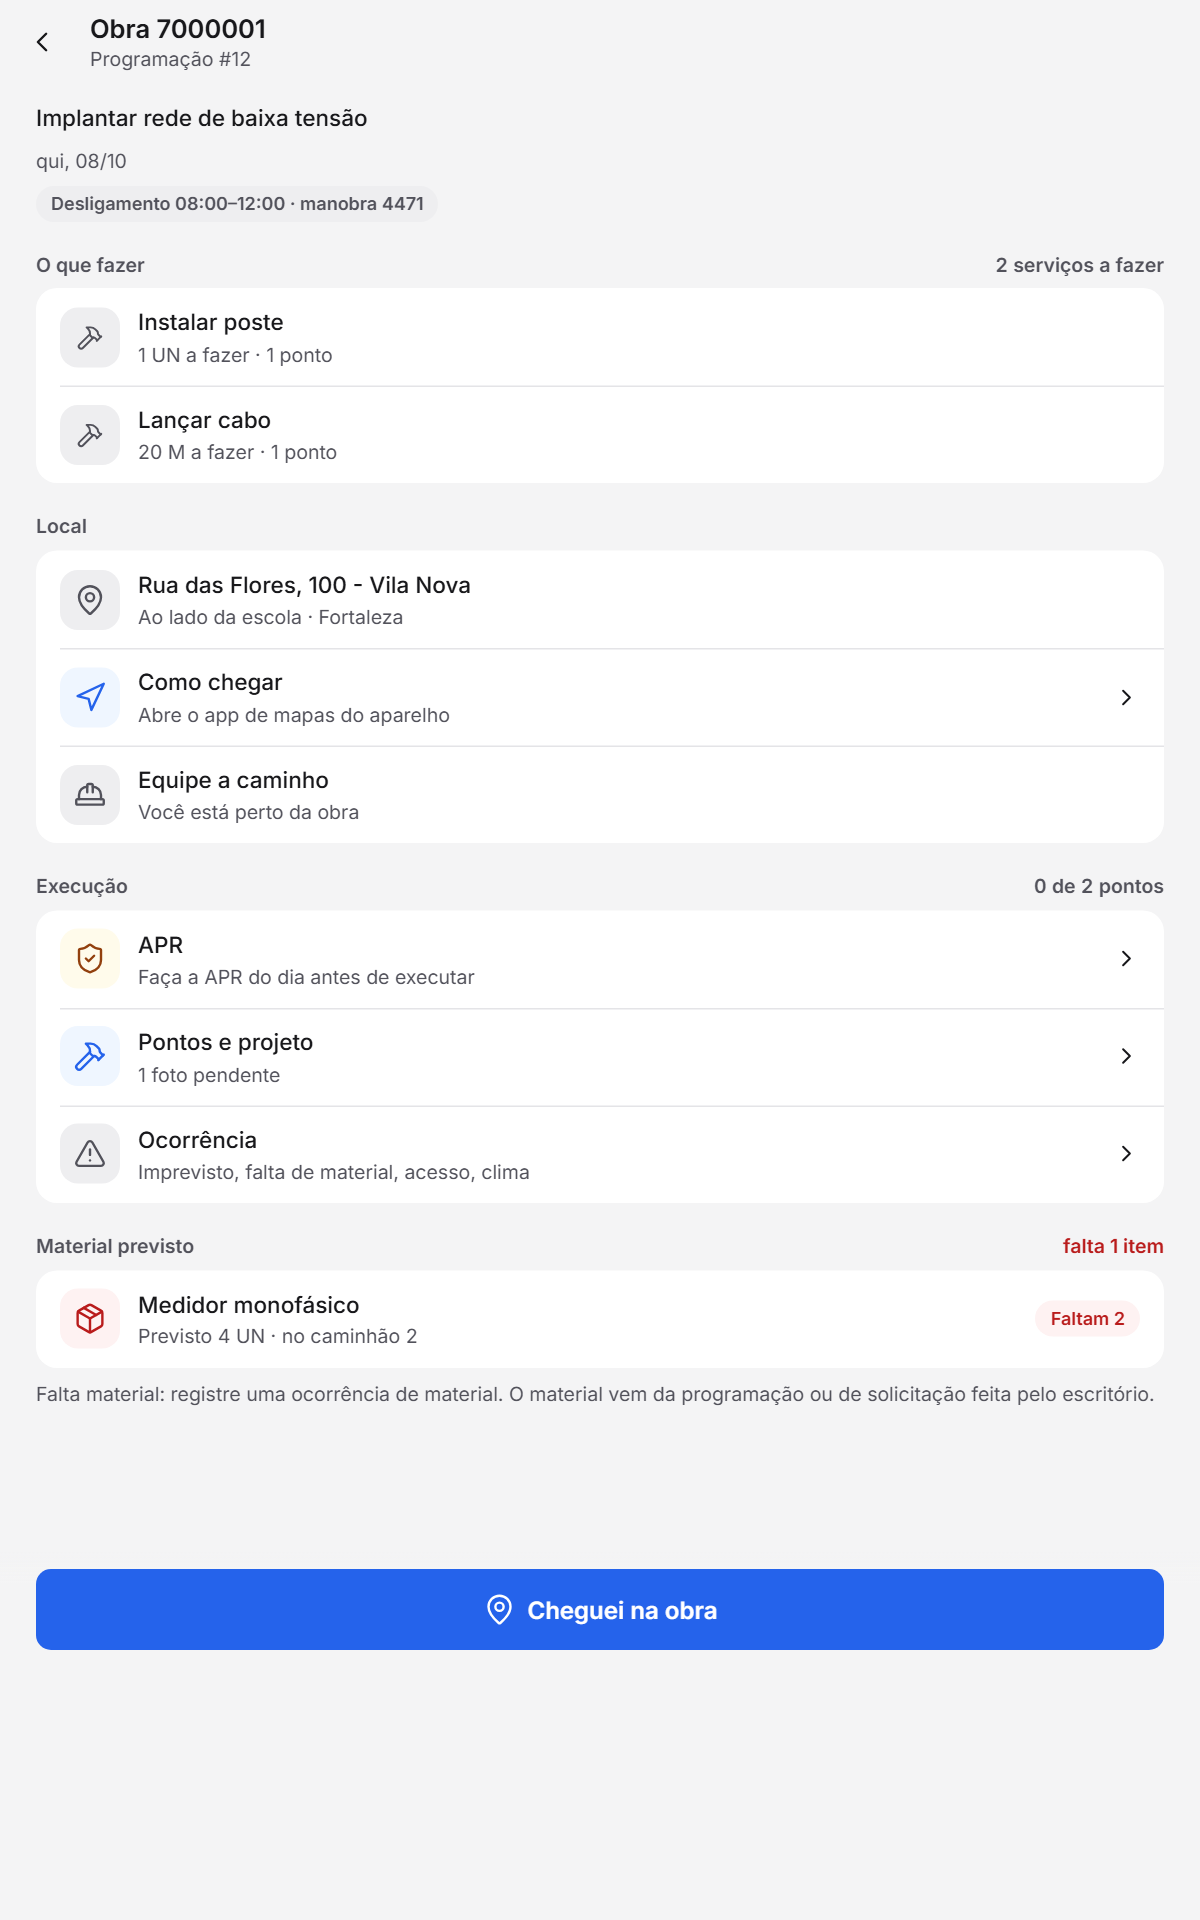 Obra 7000001
Programação #12
Implantar rede de baixa tensão
qui, 08/10
Desligamento 08:00–12:00 · manobra 4471
O que fazer
2 serviços a fazer
Instalar poste
1 UN a fazer · 1 ponto
Lançar cabo
20 M a fazer · 1 ponto
Local
Rua das Flores, 100 - Vila Nova
Ao lado da escola · Fortaleza
Como chegar
Abre o app de mapas do aparelho
Equipe a caminho
Você está perto da obra
Execução
0 de 2 pontos
APR
Faça a APR do dia antes de executar
Pontos e projeto
1 foto pendente
Ocorrência
Imprevisto, falta de material, acesso, clima
Material previsto
falta 1 item
Medidor monofásico
Previsto 4 UN · no caminhão 2
Faltam 2
Falta material: registre uma ocorrência de material. O material vem da programação ou de solicitação feita pelo escritório.
Cheguei na obra